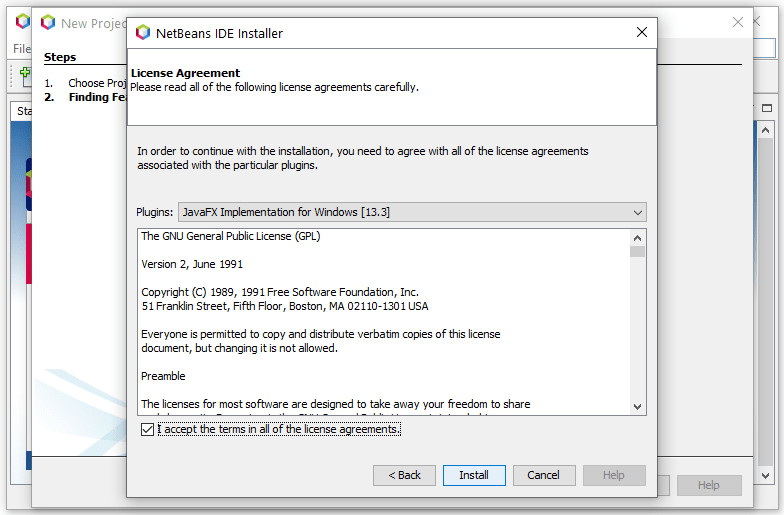 New Proje
NetBeans IDE Installer
File
Steps
1. Choose Proj
2. Finding Fea
Sta
License Agreement
Please read all of the following license agreements carefully.
In order to continue with the installation, you need to agree with all of the license agreements
associated with the particular plugins.
Plugins: JavaFX Implementation for Windows [13.3]
The GNU General Public License (GPL)
Version 2, June 1991
Copyright (C) 1989, 1991 Free Software Foundation, Inc.
51 Franklin Street, Fifth Floor, Boston, MA 02110-1301 USA
Everyone is permitted to copy and distribute verbatim copies of this license
document, but changing it is not allowed.
Preamble
The licenses for most software are designed to take away your freedom to share
I accept the terms in all of the license agreements.
< Back Install Cancel Help
Help